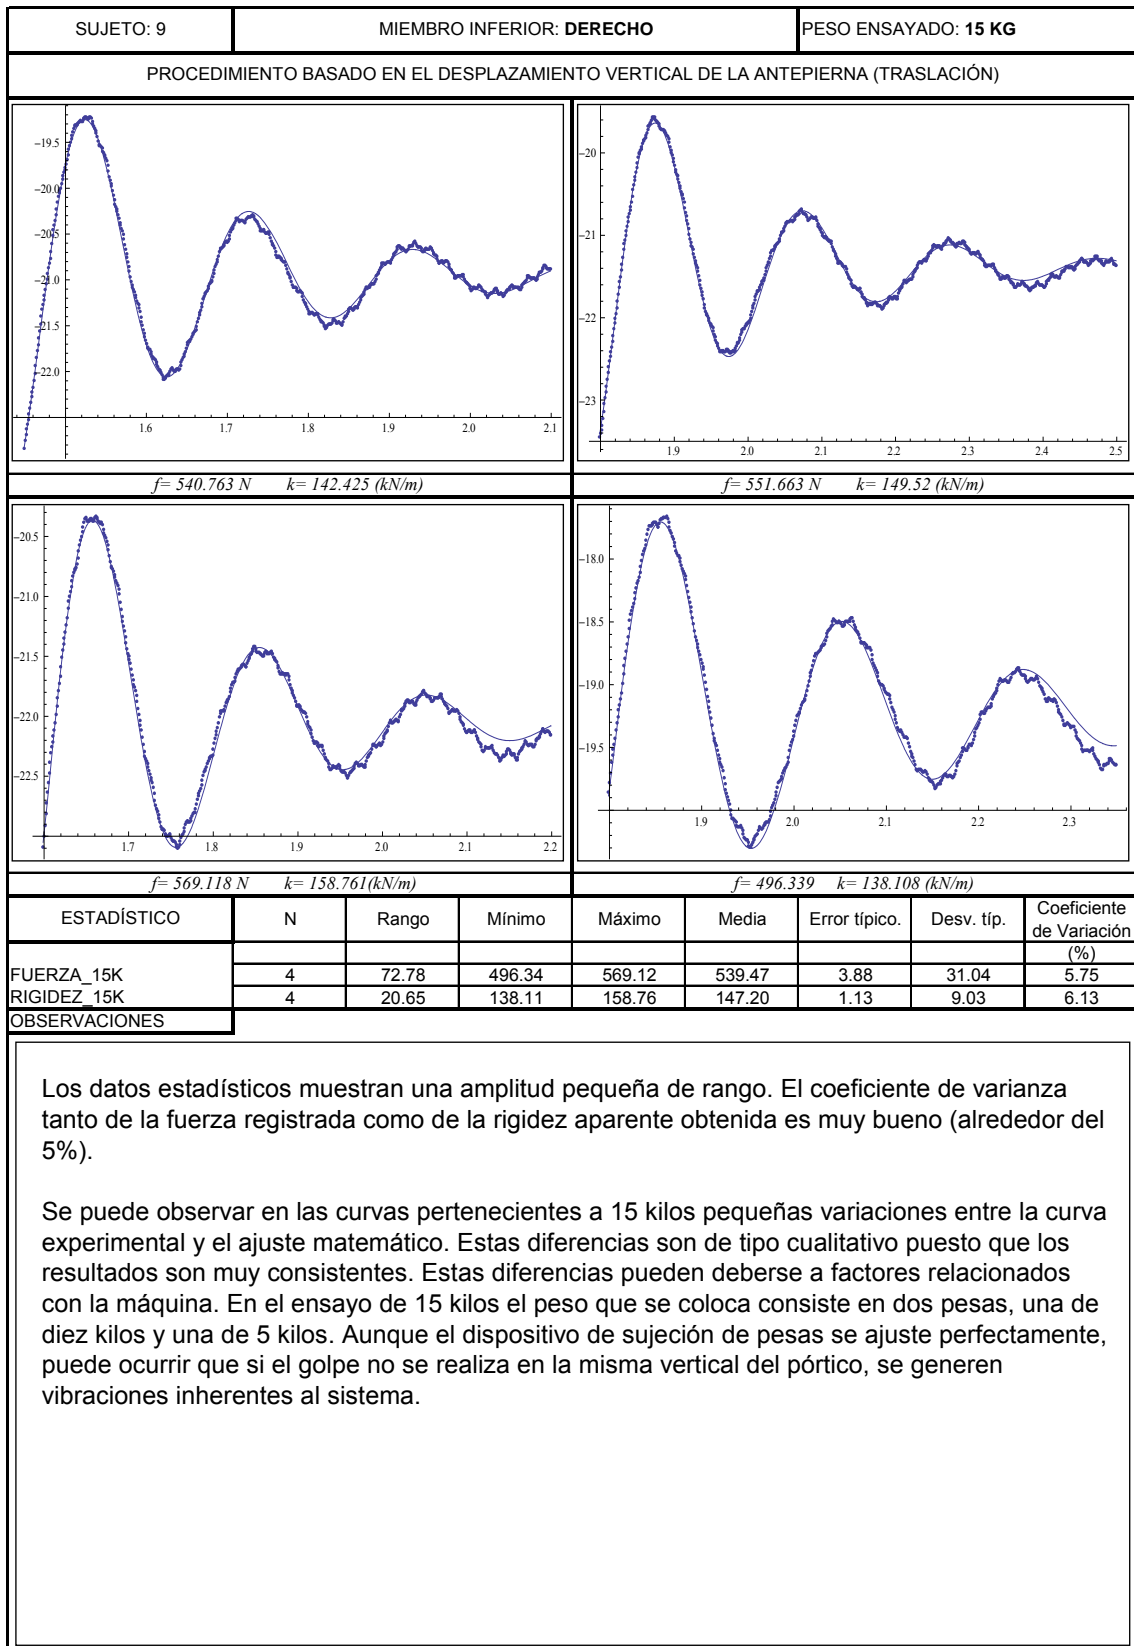 SUJETO: 9 MIEMBRO INFERIOR: DERECHO PESO ENSAYADO: 15 KG
PROCEDIMIENTO BASADO EN EL DESPLAZAMIENTO VERTICAL DE LA ANTEPIERNA (TRASLACIÓN)
−19.5
−20.0
−20.5
−21.0
−21.5
−22.0
1.6 1.7 1.8 1.9 2.0 2.1
−20
−21
−22
−23
1.9 2.0 2.1 2.2 2.3 2.4 2.5
f= 540.763 N k= 142.425 (kN/m)
f= 551.663 N k= 149.52 (kN/m)
−20.5
−21.0
−21.5
−22.0
−22.5
1.7 1.8 1.9 2.0 2.1 2.2
−18.0
−18.5
−19.0
−19.5
1.9 2.0 2.1 2.2 2.3
f= 569.118 N k= 158.761(kN/m)
f= 496.339 k= 138.108 (kN/m)
ESTADÍSTICO N Rango Mínimo Máximo Media Error típico. Desv. típ. Coeficiente de Variación
(%)
FUERZA_15K 4 72.78 496.34 569.12 539.47 3.88 31.04 5.75
RIGIDEZ_15K 4 20.65 138.11 158.76 147.20 1.13 9.03 6.13
OBSERVACIONES
Los datos estadísticos muestran una amplitud pequeña de rango. El coeficiente de varianza
tanto de la fuerza registrada como de la rigidez aparente obtenida es muy bueno (alrededor del
5%).
Se puede observar en las curvas pertenecientes a 15 kilos pequeñas variaciones entre la curva
experimental y el ajuste matemático. Estas diferencias son de tipo cualitativo puesto que los
resultados son muy consistentes. Estas diferencias pueden deberse a factores relacionados
con la máquina. En el ensayo de 15 kilos el peso que se coloca consiste en dos pesas, una de
diez kilos y una de 5 kilos. Aunque el dispositivo de sujeción de pesas se ajuste perfectamente,
puede ocurrir que si el golpe no se realiza en la misma vertical del pórtico, se generen
vibraciones inherentes al sistema.